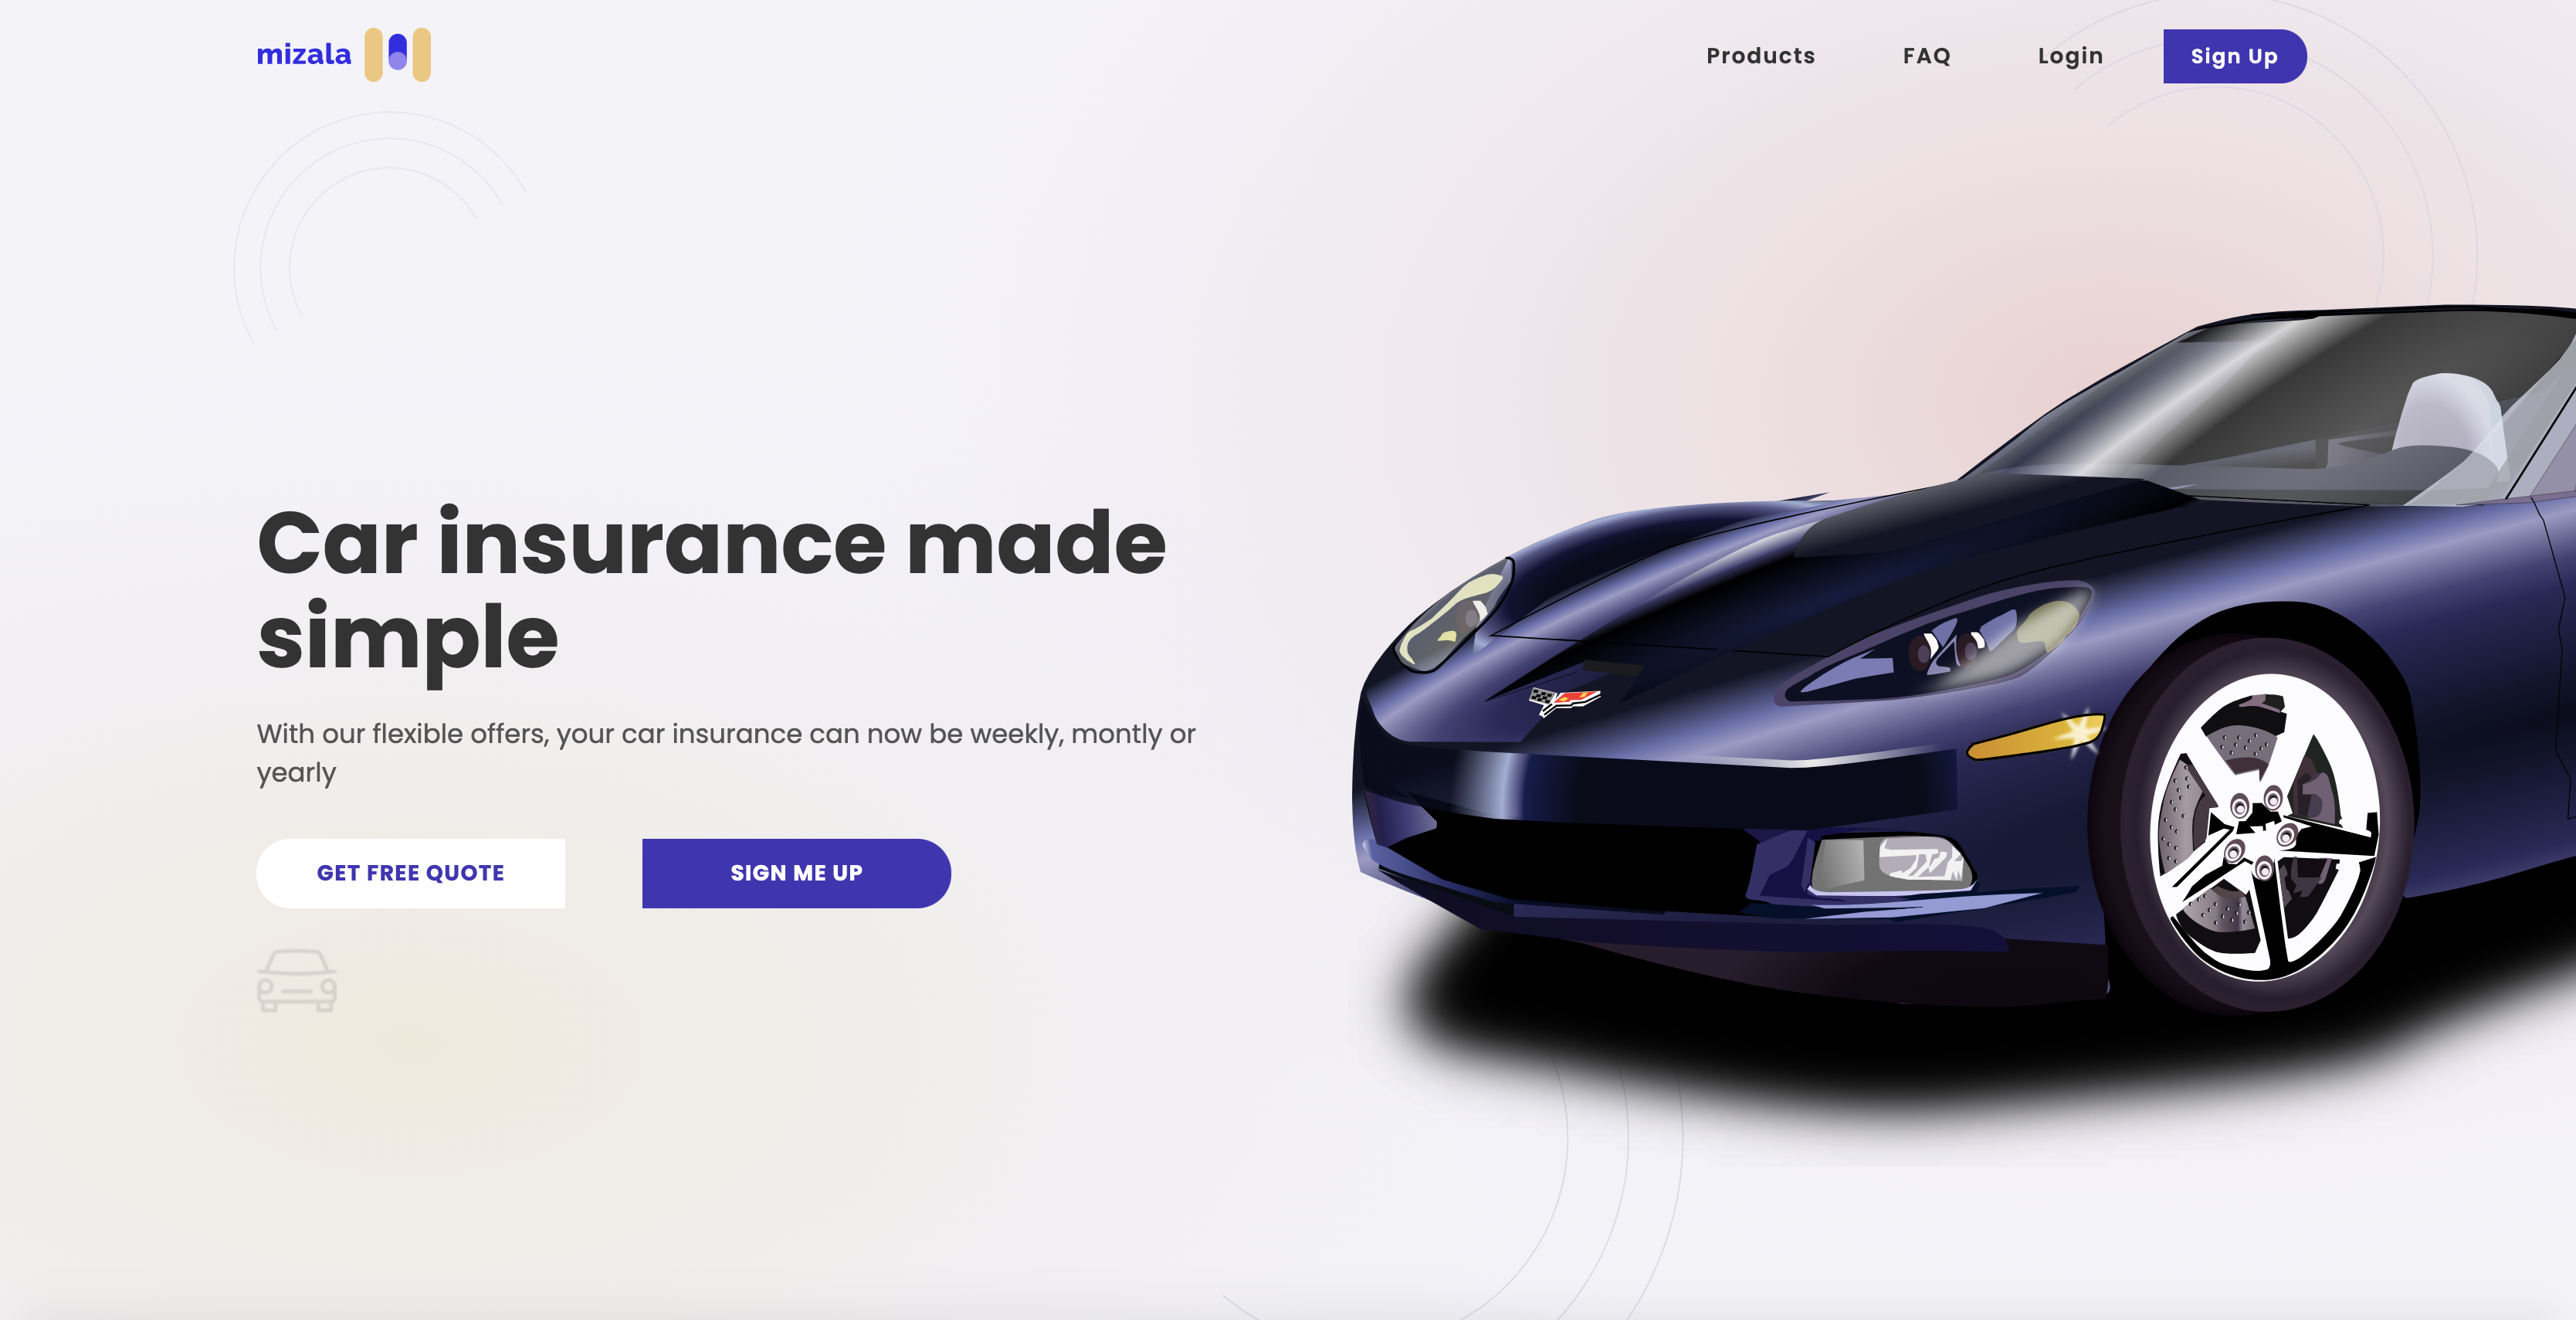 mizala
Products
FAQ
Login
Sign Up
Car insurance made
simple
With our flexible offers, your car insurance can now be weekly, montly or
yearly
GET FREE QUOTE
SIGN ME UP